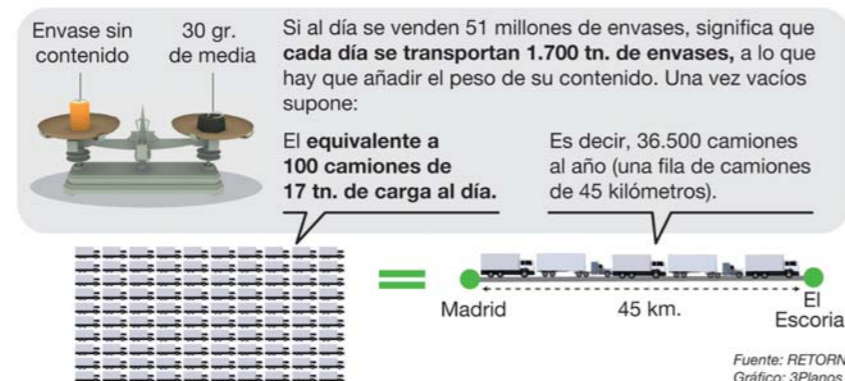 Envase sin
contenido
30 gr.
de media
Si al día se venden 51 millones de envases, significa que
cada día se transportan 1.700 tn. de envases, a lo que
hay que añadir el peso de su contenido. Una vez vacíos
supone:
El equivalente a
100 camiones de
17 tn. de carga al día.
Es decir, 36.500 camiones
al año (una fila de camiones
de 45 kilómetros).
Madrid
45 km.
El
Escoria
Fuente: RETORN
Gráfico: 3Planos